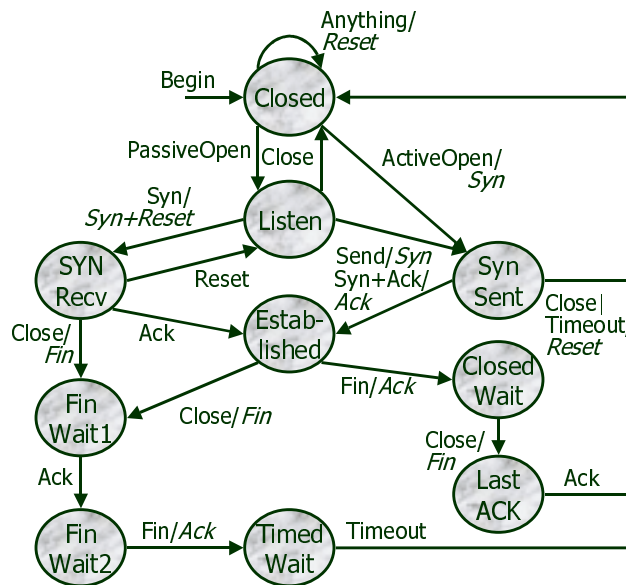 Anything/
Reset
Begin
Closed
PassiveOpen
Close
ActiveOpen/
Syn
Syn/
Syn+Reset
Listen
Send/Syn
Syn+Ack/
Ack
SYN
Recv
Reset
Syn
Sent
Close|
Timeout/
Reset
Close/
Fin
Ack
Estab-
lished
Fin/Ack
Closed
Wait
Fin
Wait1
Close/Fin
Close/
Fin
Ack
Last
ACK
Ack
Fin
Wait2
Fin/Ack
Timed
Wait
Timeout